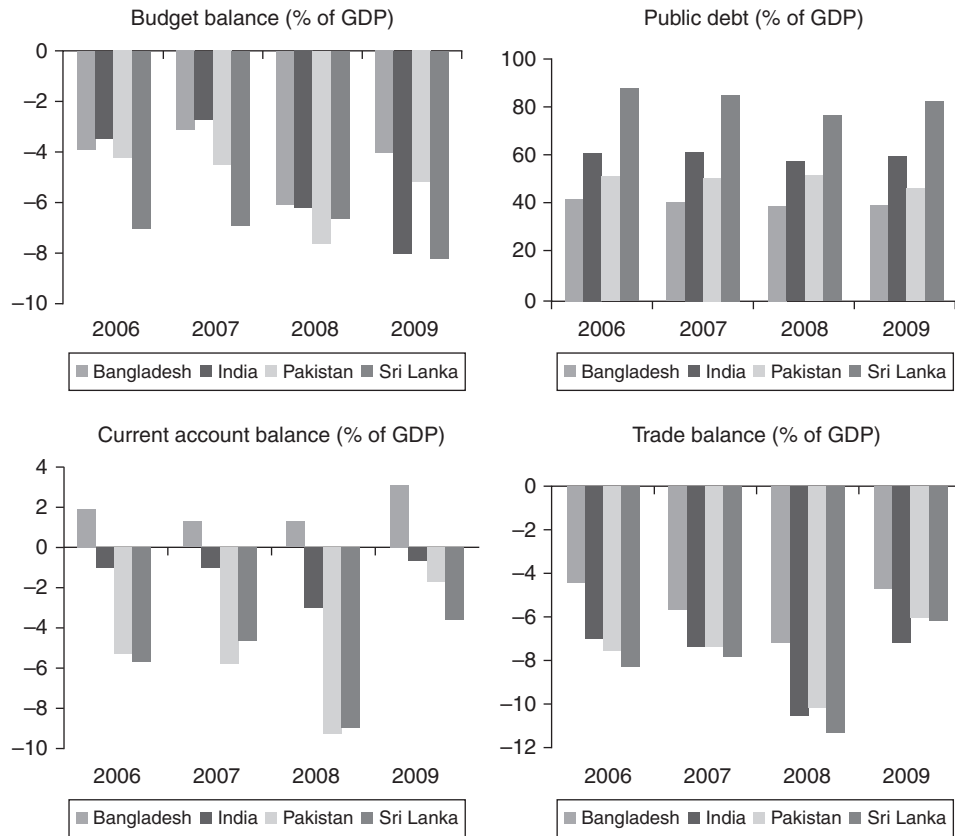 Budget balance (% of GDP)
0
–2
–4
–6
–8
–10
2006 2007 2008 2009
Bangladesh India Pakistan Sri Lanka
Public debt (% of GDP)
100
80
60
40
20
0
2006 2007 2008 2009
Bangladesh India Pakistan Sri Lanka
Current account balance (% of GDP)
4
2
0
–2
–4
–6
–8
–10
2006 2007 2008 2009
Bangladesh India Pakistan Sri Lanka
Trade balance (% of GDP)
0
–2
–4
–6
–8
–10
–12
2006 2007 2008 2009
Bangladesh India Pakistan Sri Lanka